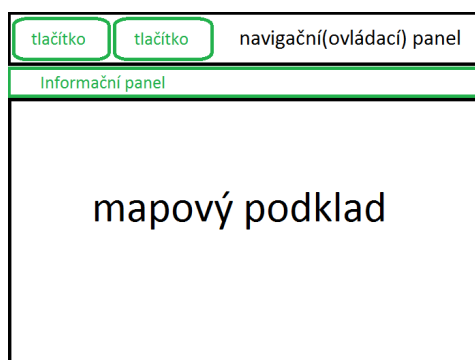 tlačítko tlačítko navigační(ovládací) panel
Informační panel
mapový podklad